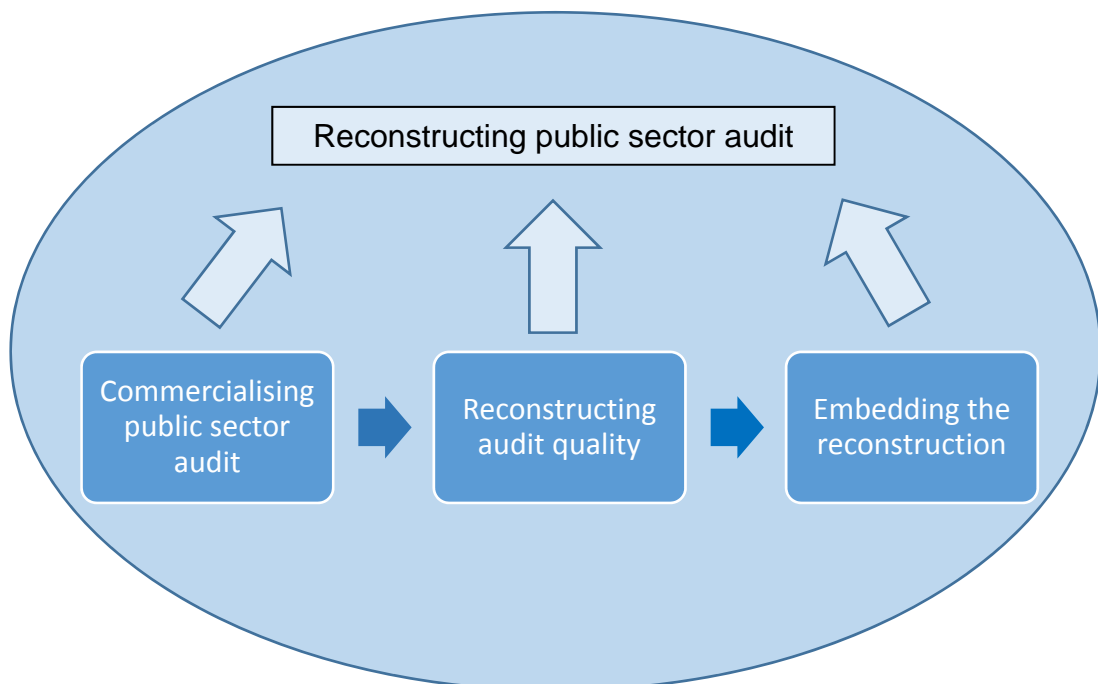 Reconstructing public sector audit
Commercialising
public sector
audit
Reconstructing
audit quality
Embedding the
reconstruction